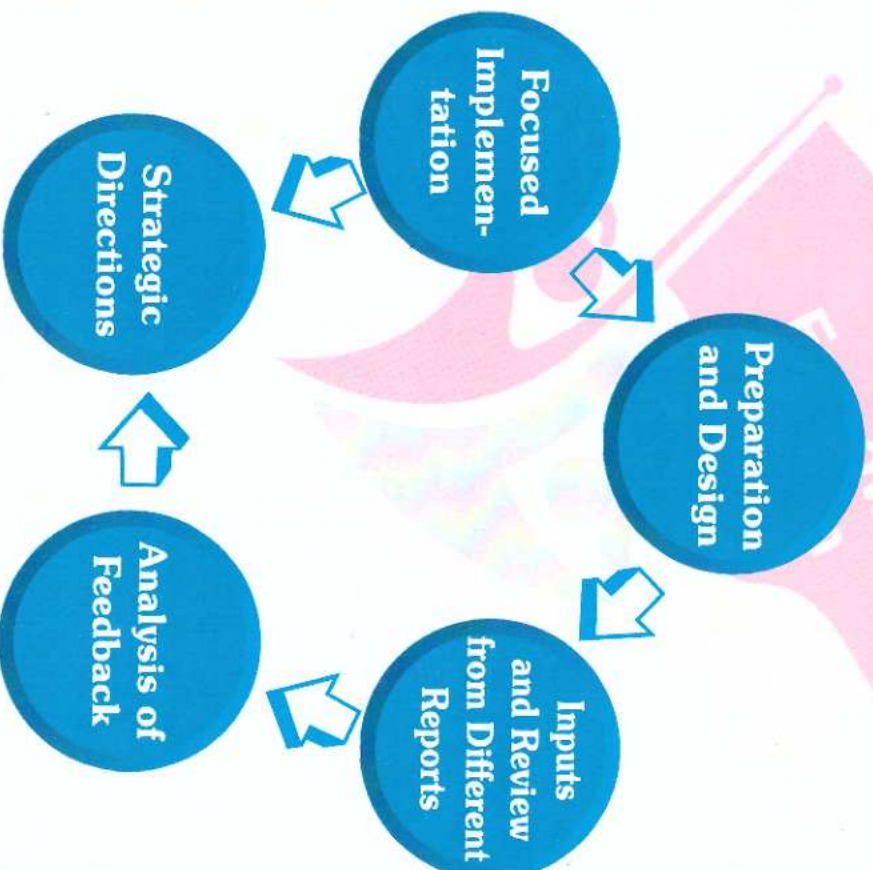 Preparation
and Design
Inputs
and Review
from Different
Reports
Analysis of
Feedback
Strategic
Directions
Focused
Implemen-
tation